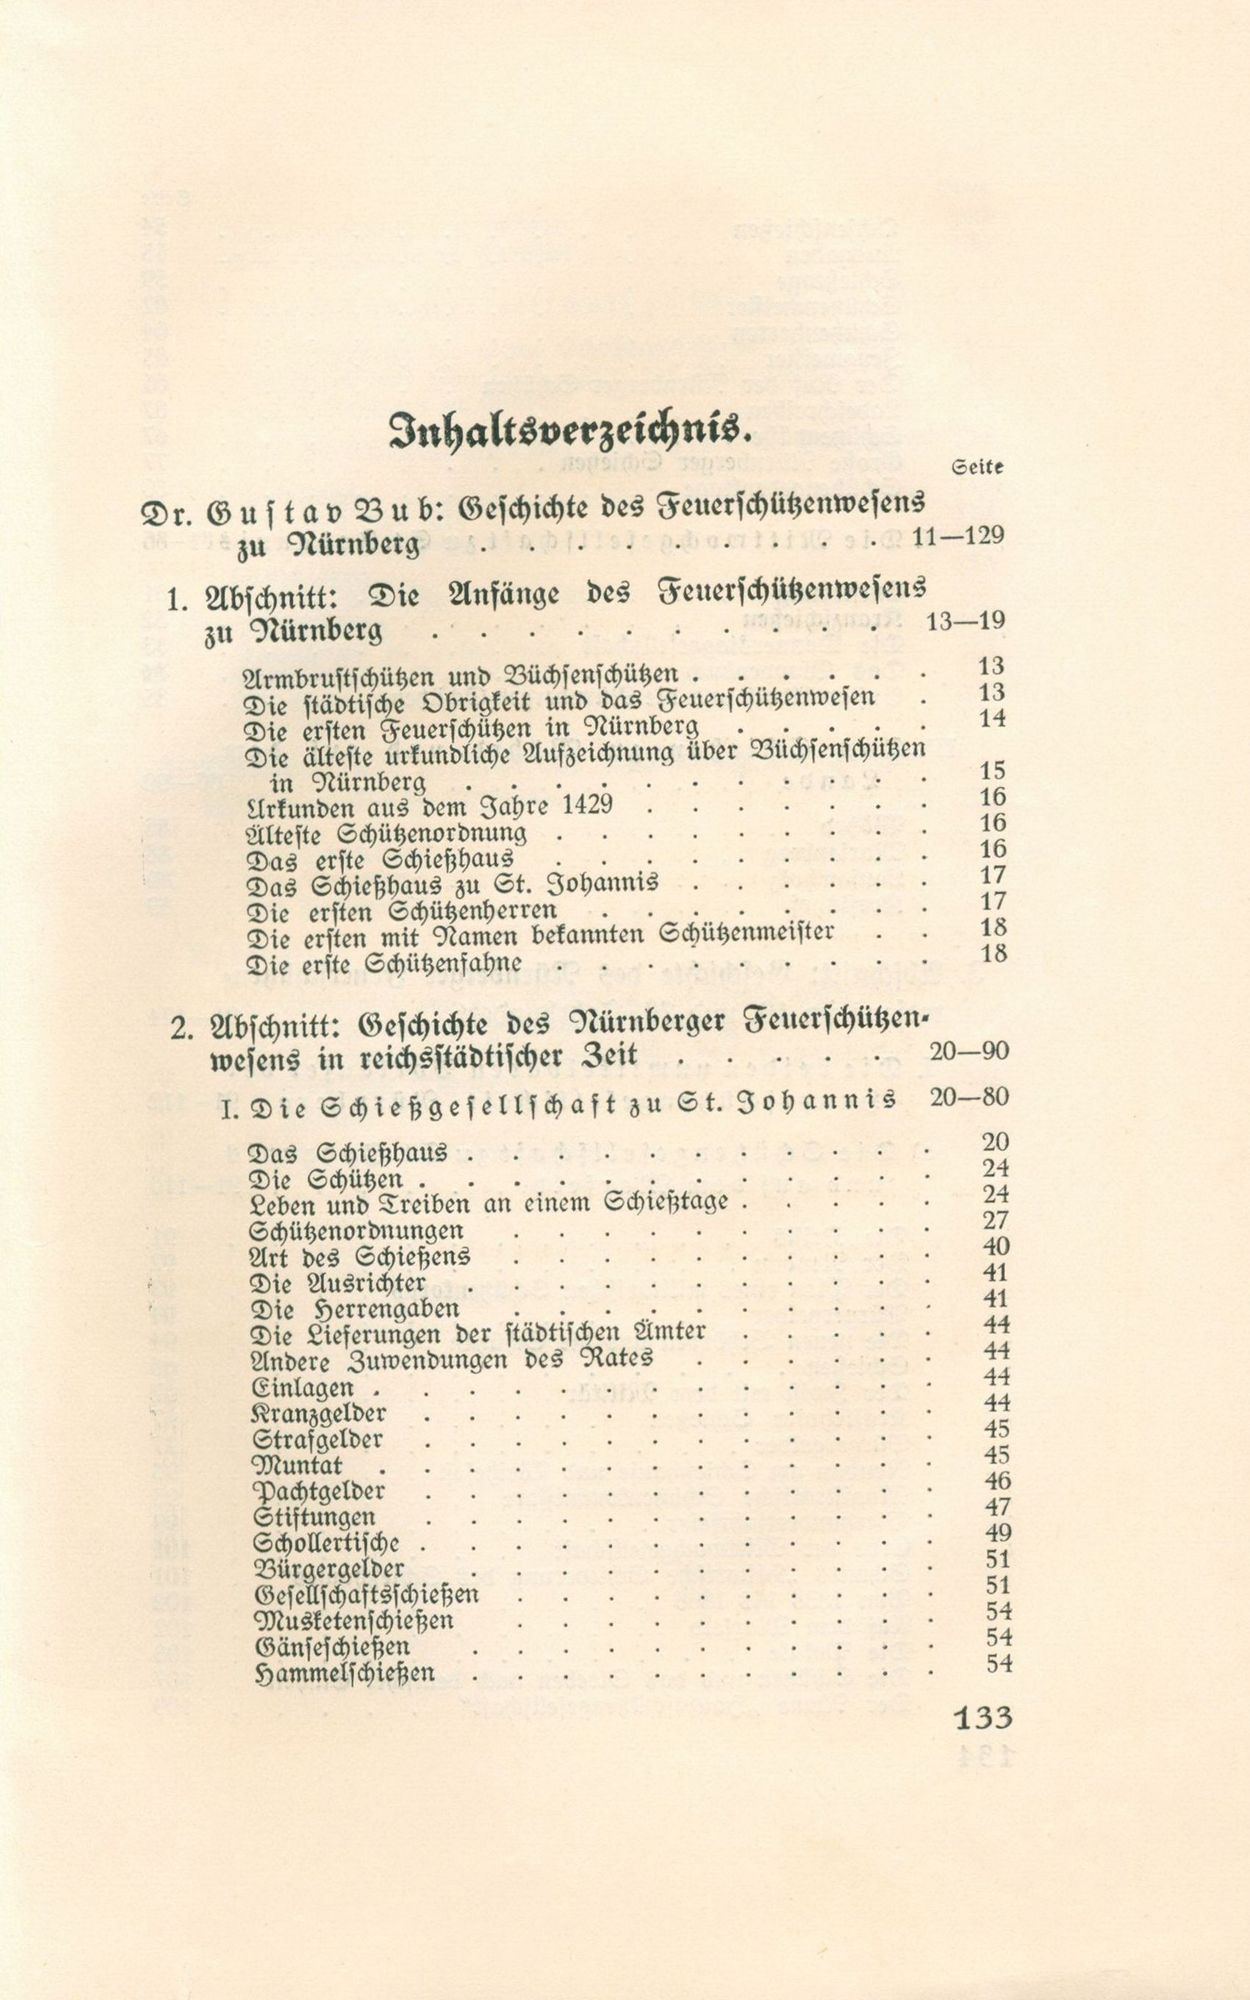 Inhaltsverzeichnis.
Seite
Dr. Gustav Bub: Geschichte des Feuerschützenwesens
zu Nürnberg . . . . . . . . . 11—129
1. Abschnitt: Die Anfänge des Feuerschützenwesens
zu Nürnberg . . . . . . . . . . 13—19
Armbrustschützen und Büchsenschützen . . . . . . 13
Die städtische Obrigkeit und das Feuerschützenwesen . 13
Die ersten Feuerschützen in Nürnberg . . . . . 14
Die älteste urkundliche Aufzeichnung über Büchsenschützen
in Nürnberg . . . . . . . . . . . 15
Urkunden aus dem Jahre 1429 . . . . . . . 16
Älteste Schützenordnung . . . . . . . . . 16
Das erste Schießhaus . . . . . . . . . 16
Das Schießhaus zu St. Johannis . . . . . . 17
Die ersten Schützenherren . . . . . . . . 17
Die ersten mit Namen bekannten Schützenmeister . . 18
Die erste Schützenfahne . . . . . . . . . 18
2. Abschnitt: Geschichte des Nürnberger Feuerschützen-
wesens in reichsstädtischer Zeit . . . . . 20—90
I. Die Schießgesellschaft zu St. Johannis 20—80
Das Schießhaus . . . . . . . . . . . 20
Die Schützen . . . . . . . . . . . . 24
Leben und Treiben an einem Schießtage . . . . . 24
Schützenordnungen . . . . . . . . . . 27
Art des Schießens . . . . . . . . . . 40
Die Ausrichter . . . . . . . . . . . 41
Die Herrengaben . . . . . . . . . . 41
Die Lieferungen der städtischen Ämter . . . . . 44
Andere Zuwendungen des Rates . . . . . . 44
Einlagen . . . . . . . . . . . . . 44
Kranzgelder . . . . . . . . . . . . 44
Strafgelder . . . . . . . . . . . . 45
Muntat . . . . . . . . . . . . . 45
Pachtgelder . . . . . . . . . . . . 46
Stiftungen . . . . . . . . . . . . 47
Schollertische . . . . . . . . . . . . 49
Bürgergelder . . . . . . . . . . . 51
Gesellschaftsschießen . . . . . . . . . . 51
Musketenschießen . . . . . . . . . . 54
Gänseschießen . . . . . . . . . . . 54
Hammelschießen . . . . . . . . . . . 54
133